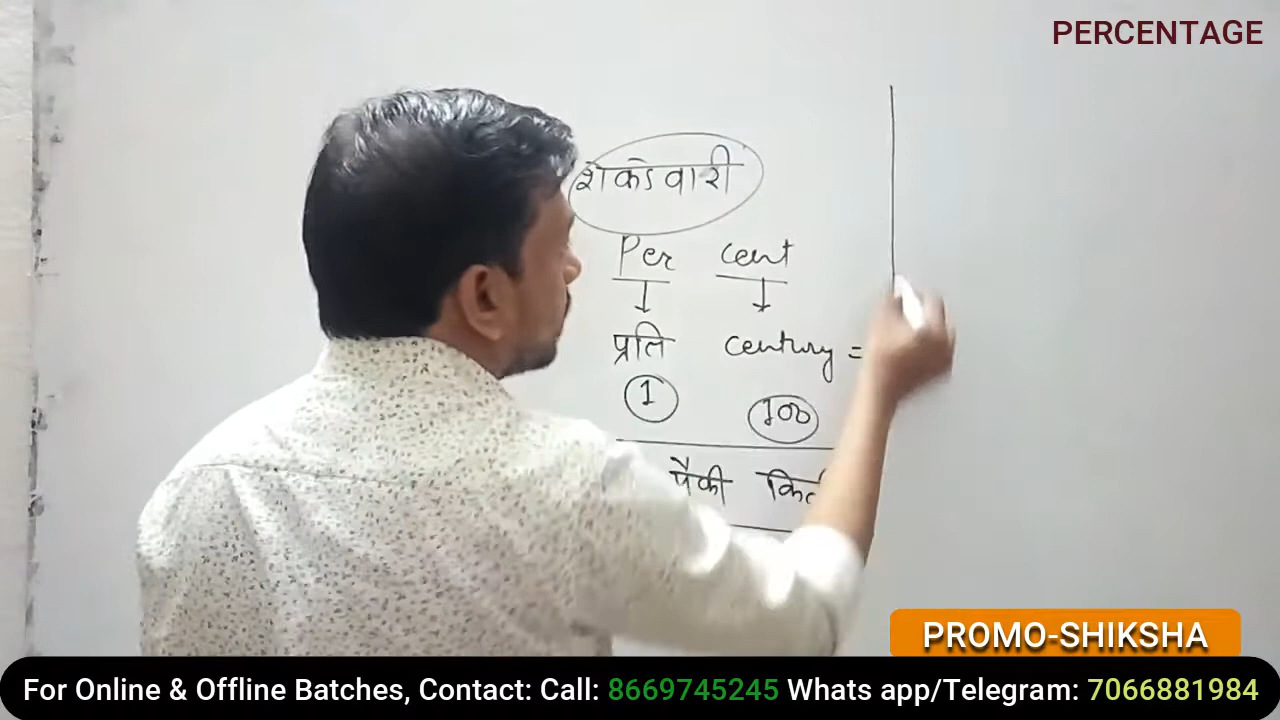 PERCENTAGE
शेकडेवारी
Per cent
प्रति century =
1 100
पैकी
PROMO-SHIKSHA
For Online & Offline Batches, Contact: Call: 8669745245 Whats app/Telegram: 7066881984